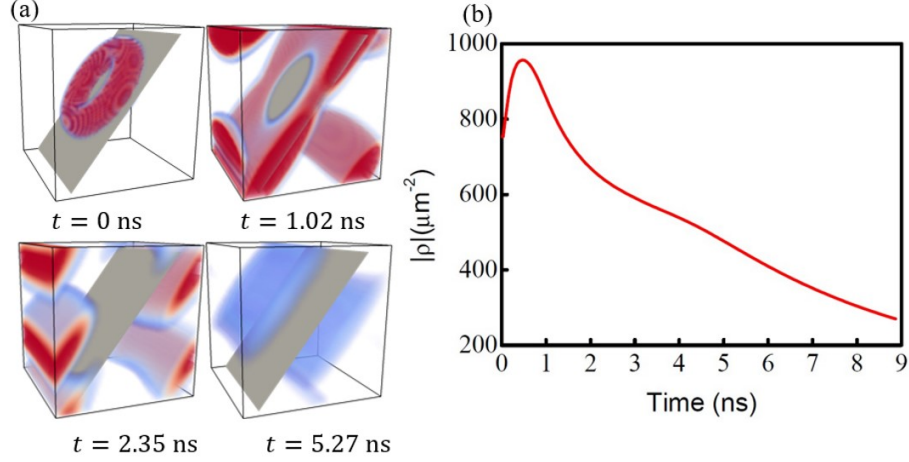 (a)
t = 0 ns
t = 1.02 ns
t = 2.35 ns
t = 5.27 ns
(b)
1000
800
600
400
200
|ρ|(μm⁻²)
0 1 2 3 4 5 6 7 8 9
Time (ns)